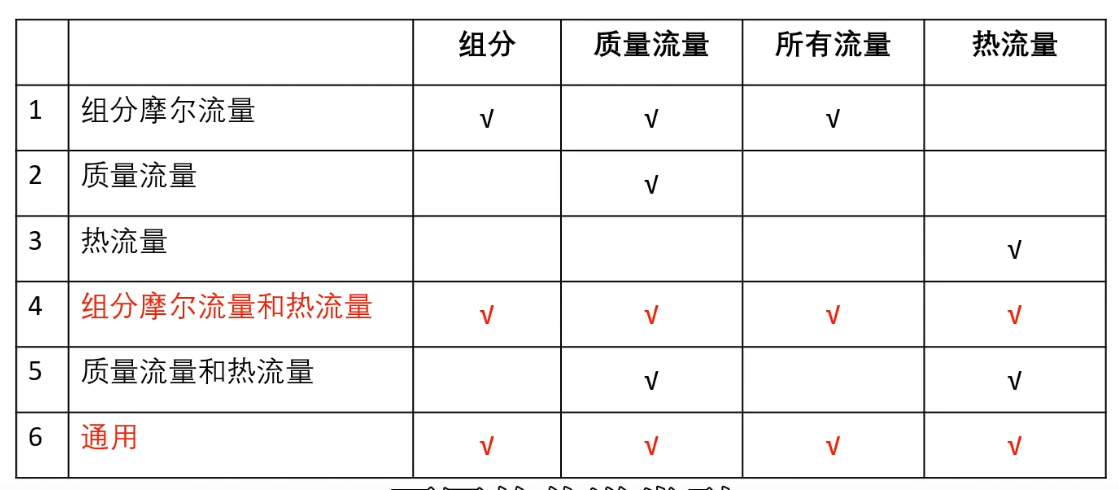 组分 质量流量 所有流量 热流量
1 组分摩尔流量 √ √ √
2 质量流量 √
3 热流量 √
4 组分摩尔流量和热流量 √ √ √ √
5 质量流量和热流量 √ √
6 通用 √ √ √ √